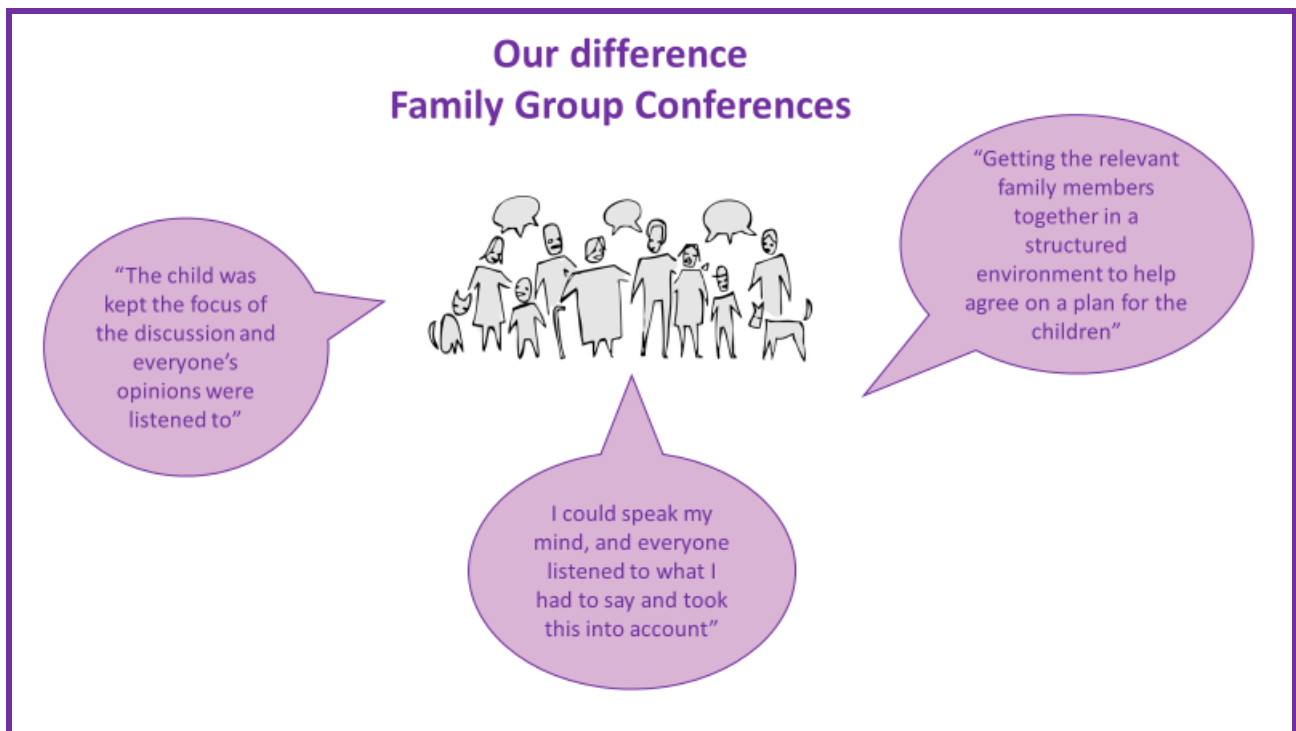 Our difference
Family Group Conferences
“The child was
kept the focus of
the discussion and
everyone’s
opinions were
listened to”
“Getting the relevant
family members
together in a
structured
environment to help
agree on a plan for the
children”
I could speak my
mind, and everyone
listened to what I
had to say and took
this into account”